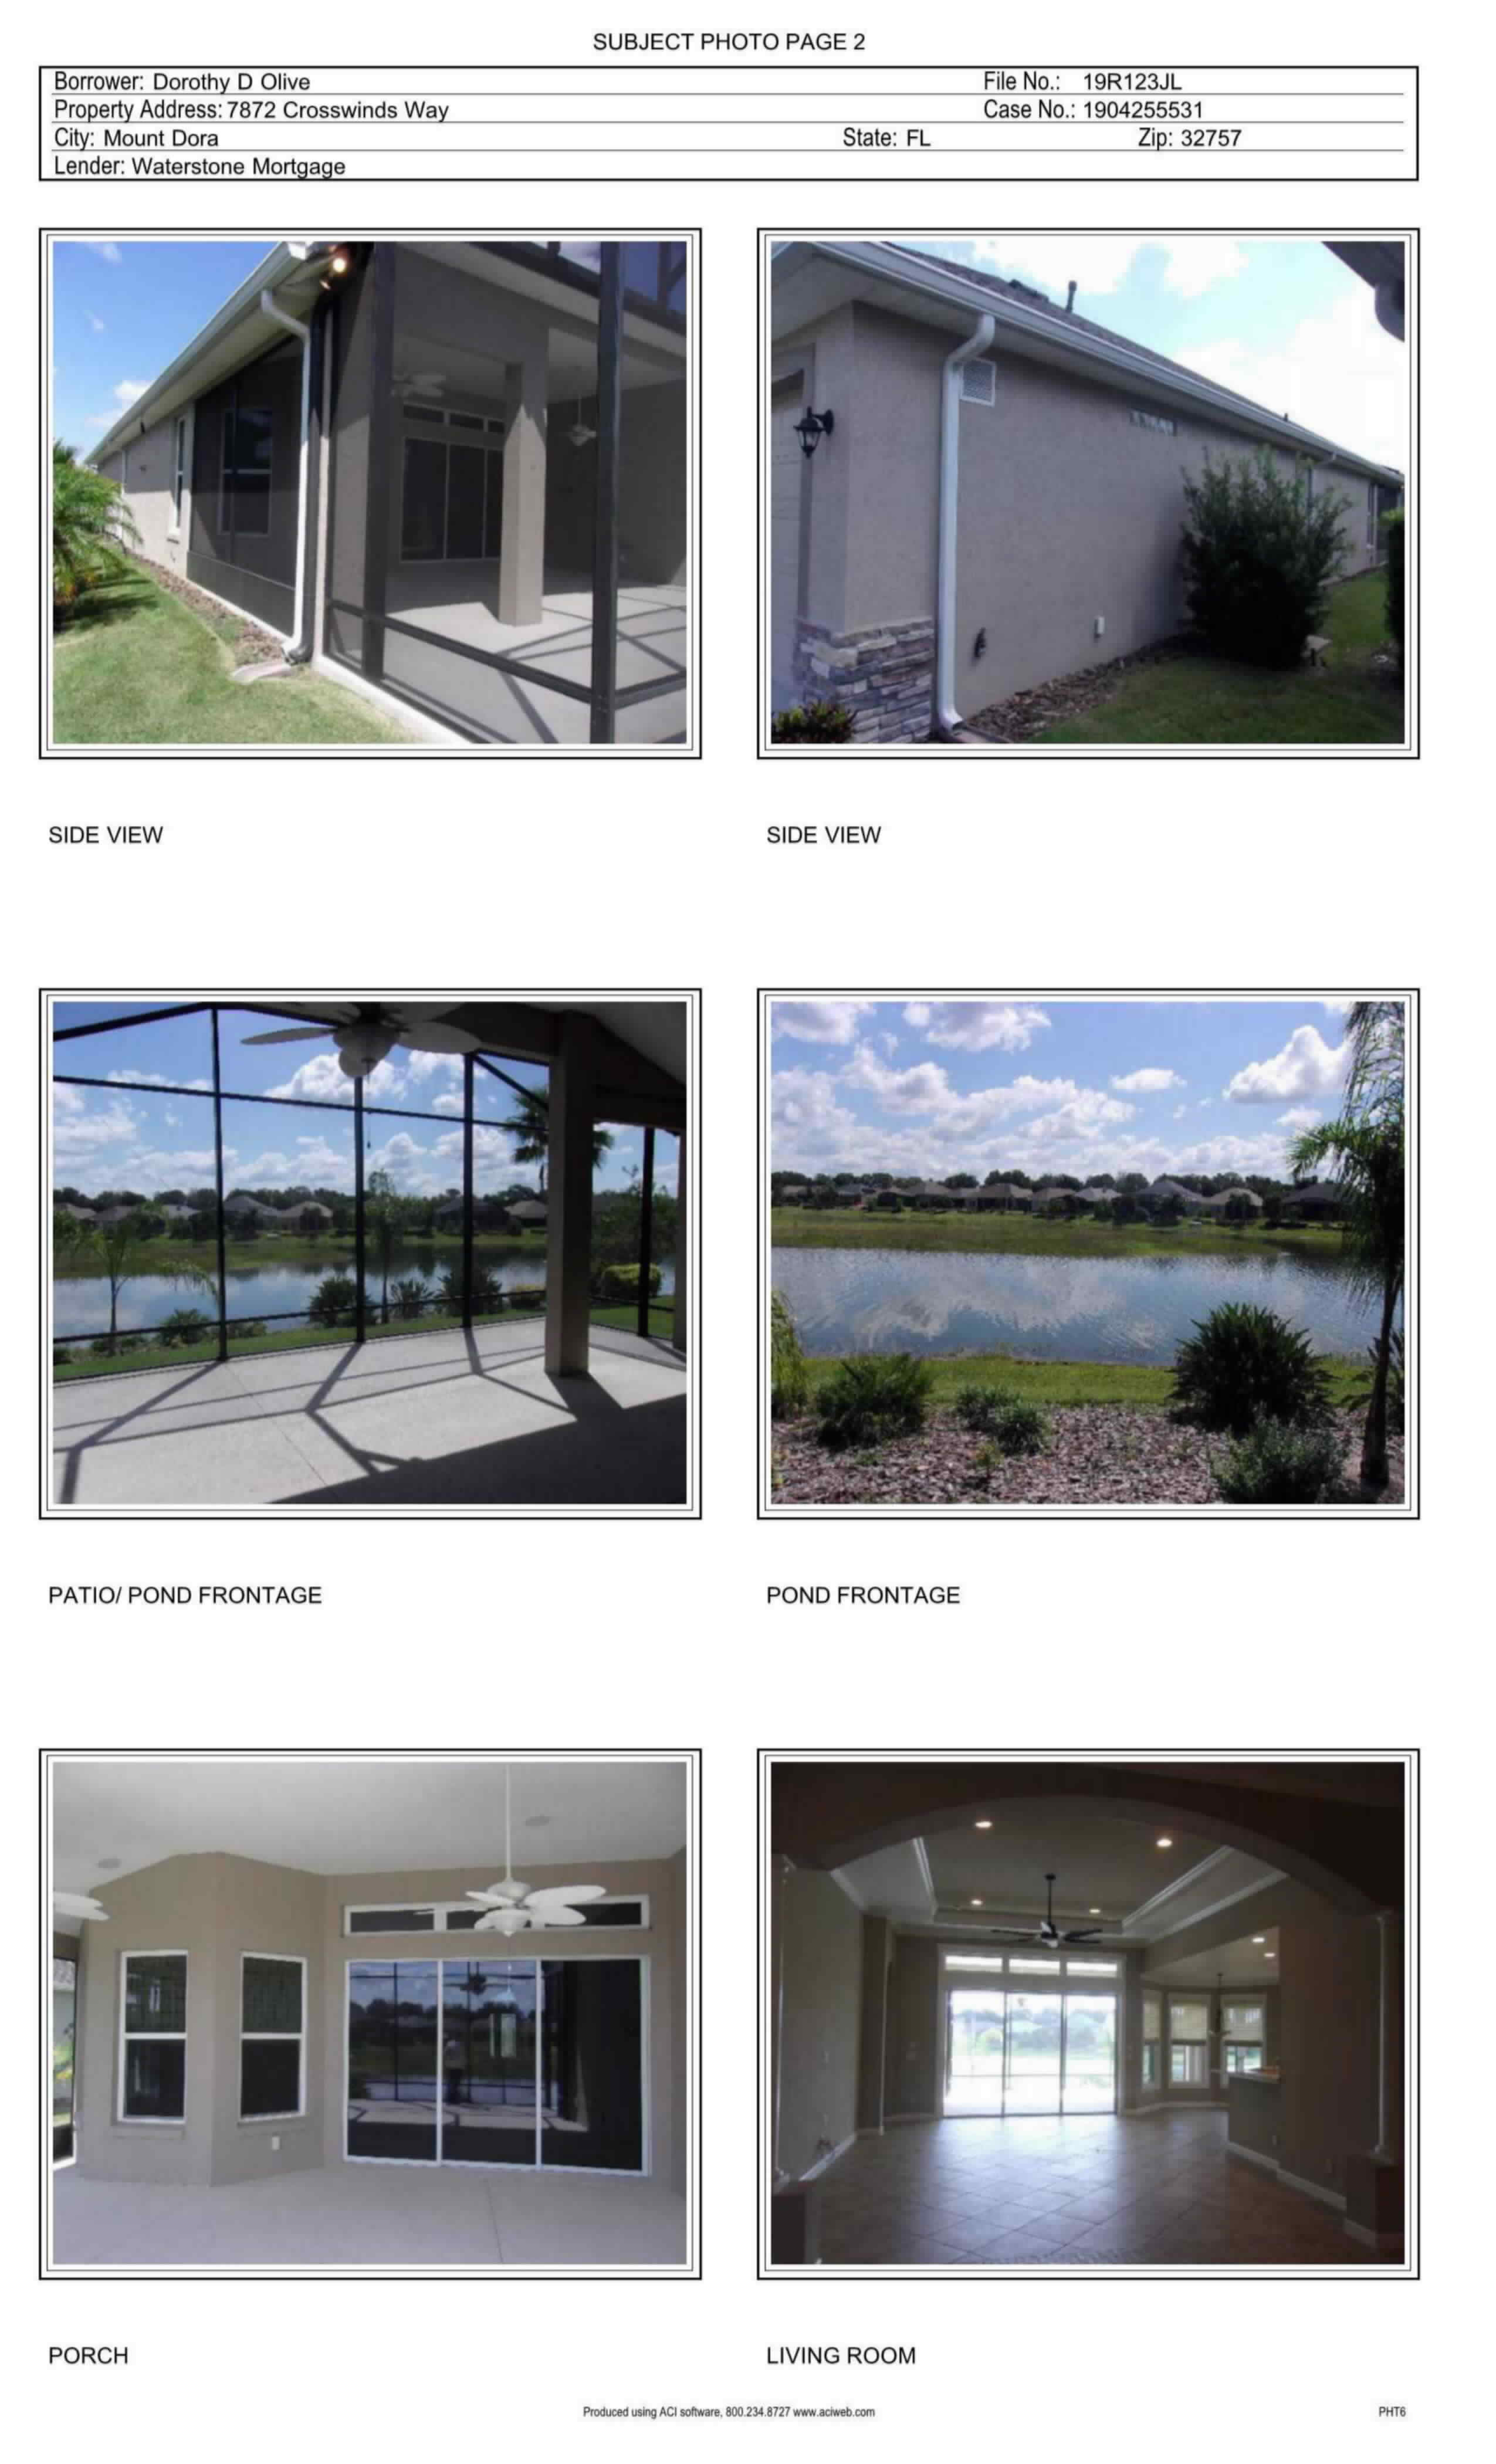 SUBJECT PHOTO PAGE 2
Borrower: Dorothy D Olive File No.: 19R123JL
Property Address: 7872 Crosswinds Way Case No.: 1904255531
City: Mount Dora State: FL Zip: 32757
Lender: Waterstone Mortgage
SIDE VIEW
SIDE VIEW
PATIO/ POND FRONTAGE
POND FRONTAGE
PORCH
LIVING ROOM
Produced using ACI software, 800.234.8727 www.aciweb.com PHT6